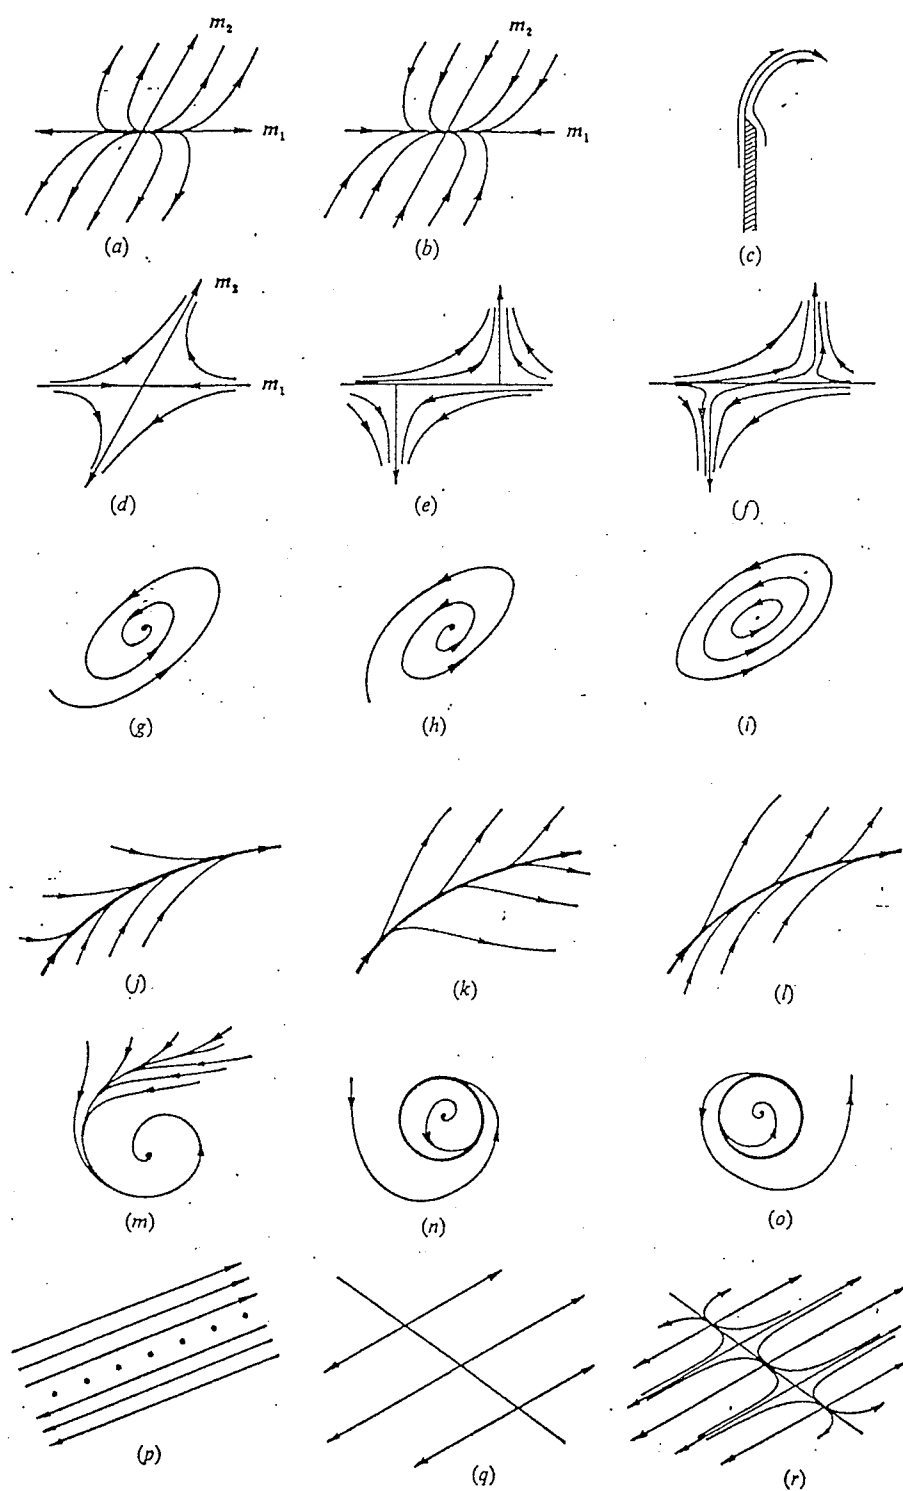 m₂
m₂
m₁
m₁
(a)
(b)
(c)
m₂
m₁
(d)
(e)
(f)
(g)
(h)
(i)
(j)
(k)
(l)
(m)
(n)
(o)
(p)
(q)
(r)